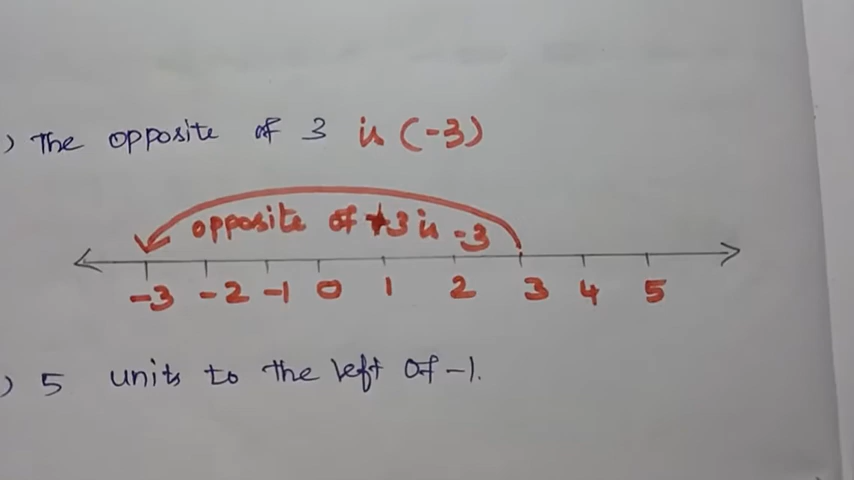 ) The opposite of 3 is (-3)
opposite of +3 is -3
-3 -2 -1 0 1 2 3 4 5
) 5 units to the left of -1.